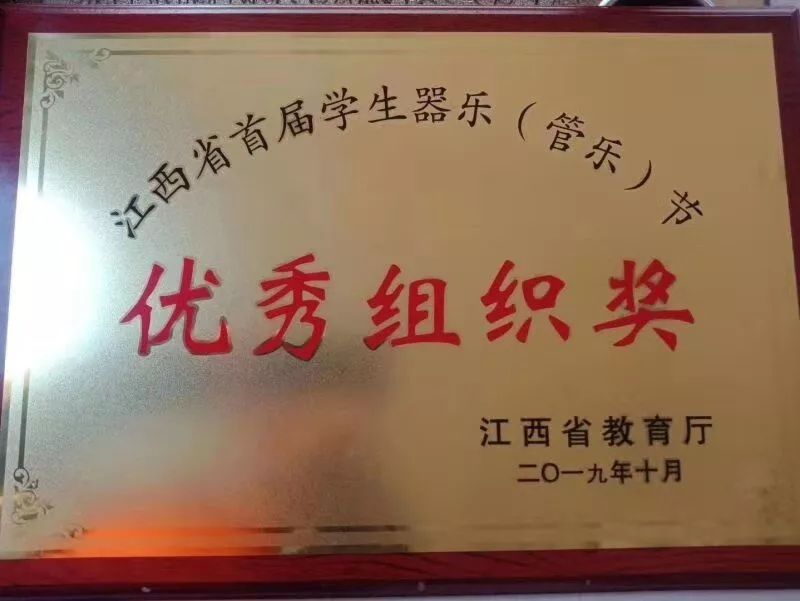 江西省首届学生器乐（管乐）节
优秀组织奖
江西省教育厅
二〇一九年十月